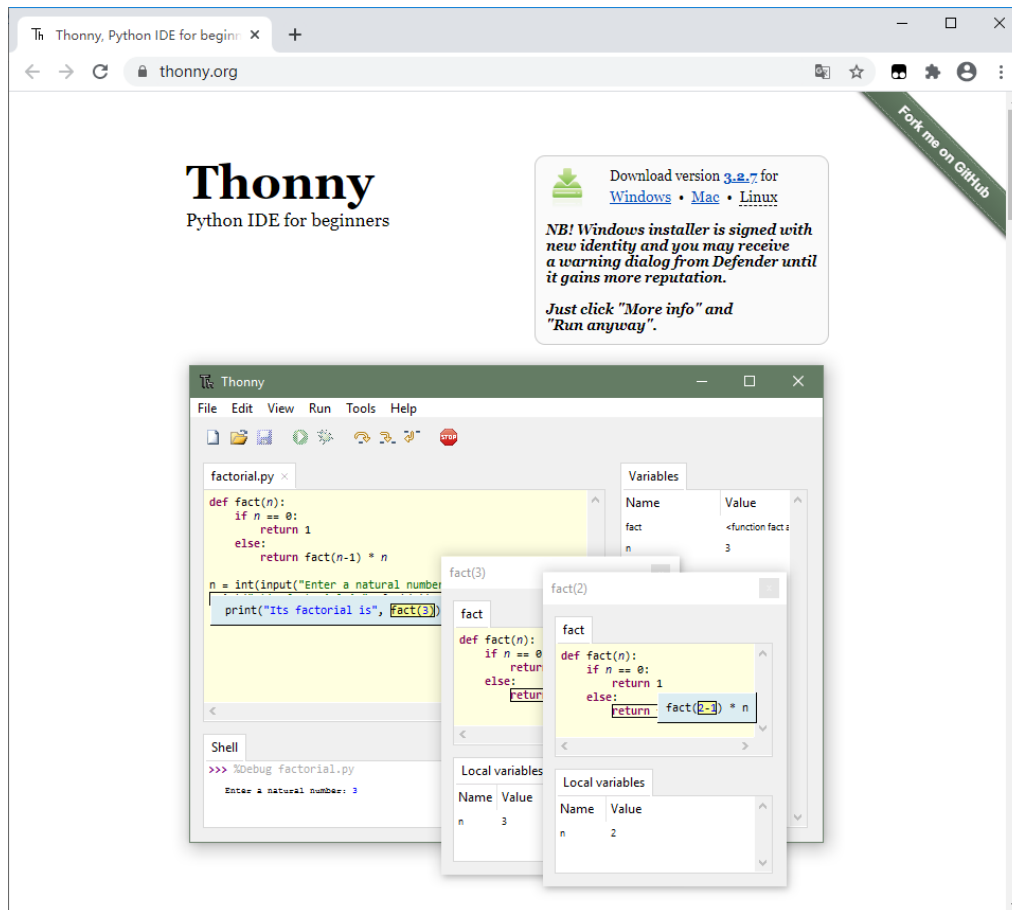 Thonny, Python IDE for beginn
thonny.org
Fork me on GitHub
Thonny
Python IDE for beginners
Download version 3.2.7 for
Windows • Mac • Linux
NB! Windows installer is signed with
new identity and you may receive
a warning dialog from Defender until
it gains more reputation.
Just click "More info" and
"Run anyway".
Th Thonny
File Edit View Run Tools Help
STOP
factorial.py
def fact(n):
if n == 0:
return 1
else:
return fact(n-1) * n
n = int(input("Enter a natural number
print("Its factorial is", fact(3))
Shell
>>> %Debug factorial.py
Enter a natural number: 3
Variables
Name Value
fact <function fact a
n 3
fact(3)
fact
def fact(n):
if n == 0
retur
else:
retur
Local variables
Name Value
n 3
fact(2)
fact
def fact(n):
if n == 0:
return 1
else:
return fact(2-1) * n
Local variables
Name Value
n 2